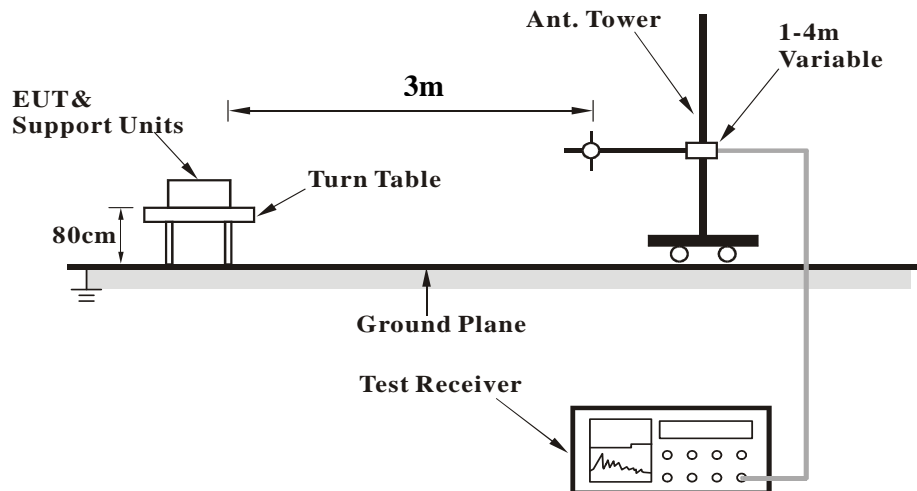 Ant. Tower
1-4m
Variable
3m
EUT&
Support Units
Turn Table
80cm
Ground Plane
Test Receiver